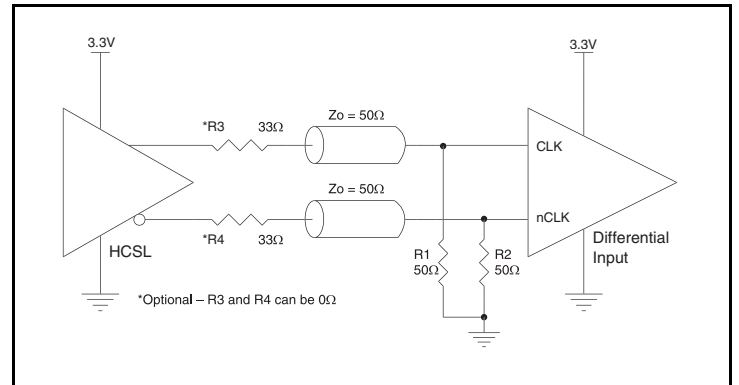 3.3V
3.3V
*R3
33Ω
Zo = 50Ω
CLK
Zo = 50Ω
nCLK
*R4
33Ω
HCSL
R1
50Ω
R2
50Ω
Differential
Input
*Optional – R3 and R4 can be 0Ω